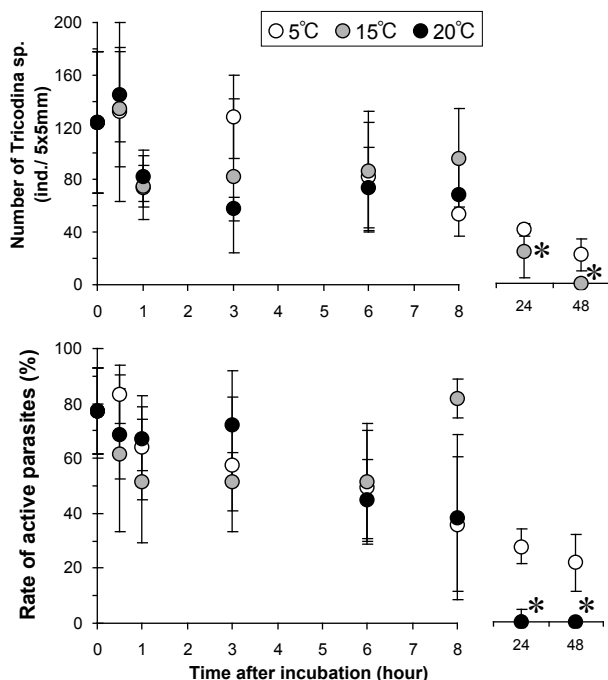 5℃ 15℃ 20℃
200
160
120
80
40
0
Number of Tricodina sp.
(ind./ 5x5mm)
* *
0 1 2 3 4 5 6 7 8 24 48
100
80
60
40
20
0
Rate of active parasites (%)
* *
0 1 2 3 4 5 6 7 8 24 48
Time after incubation (hour)